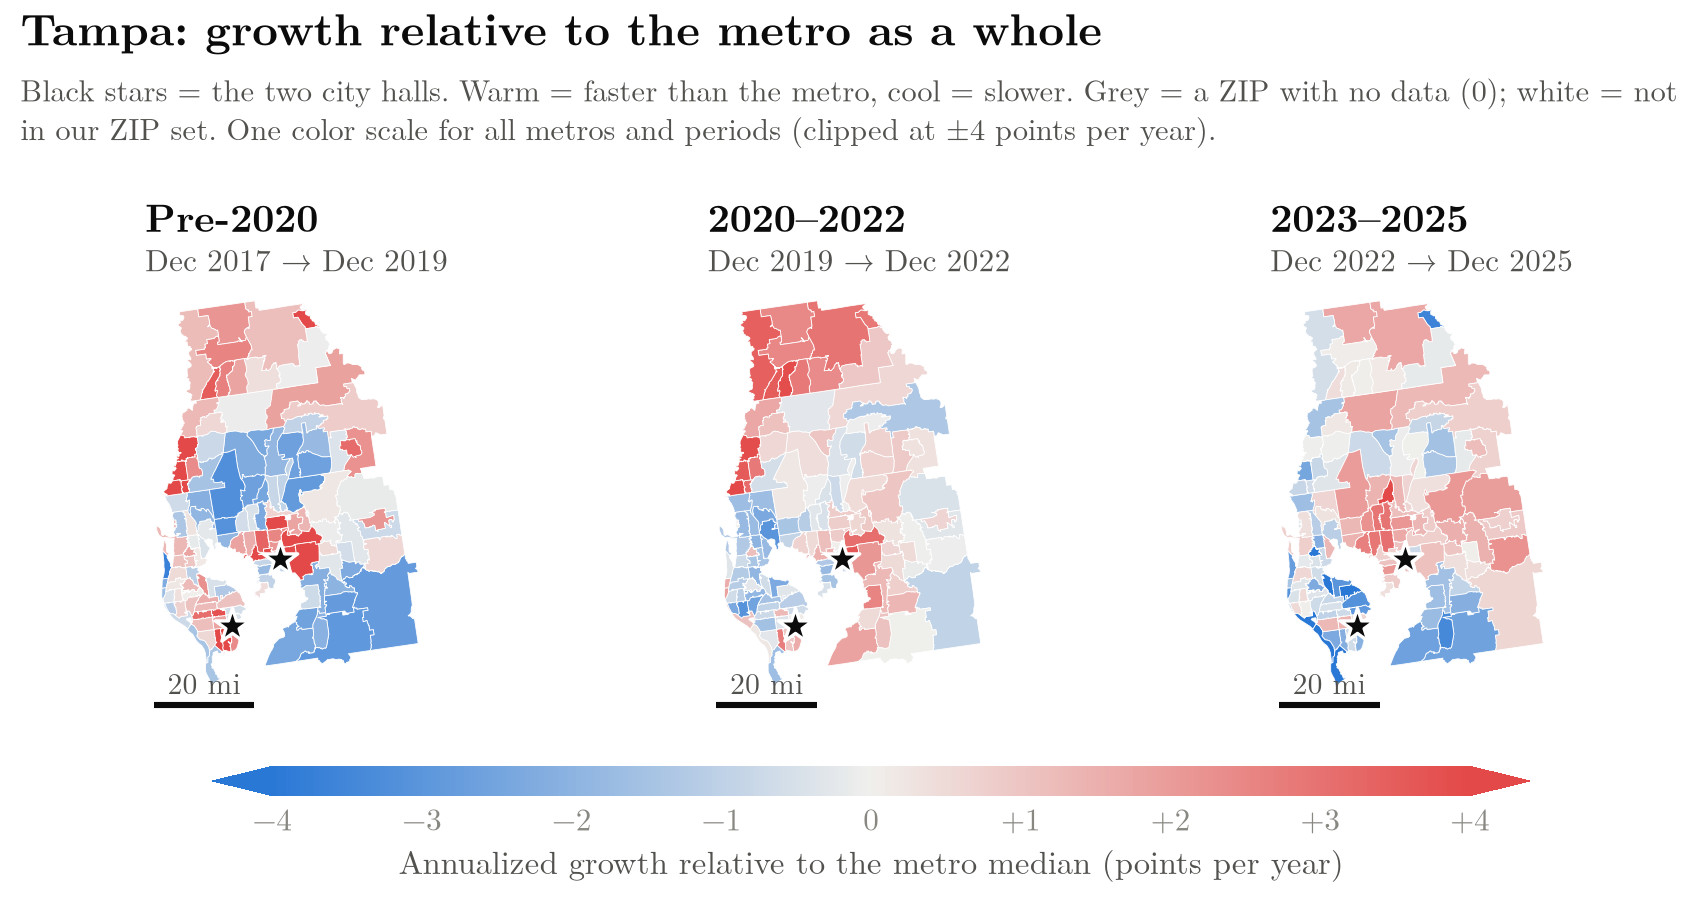 Tampa: growth relative to the metro as a whole
Black stars = the two city halls. Warm = faster than the metro, cool = slower. Grey = a ZIP with no data (0); white = not
in our ZIP set. One color scale for all metros and periods (clipped at ±4 points per year).
Pre-2020
Dec 2017 → Dec 2019
2020–2022
Dec 2019 → Dec 2022
2023–2025
Dec 2022 → Dec 2025
20 mi
20 mi
20 mi
−4 −3 −2 −1 0 +1 +2 +3 +4
Annualized growth relative to the metro median (points per year)